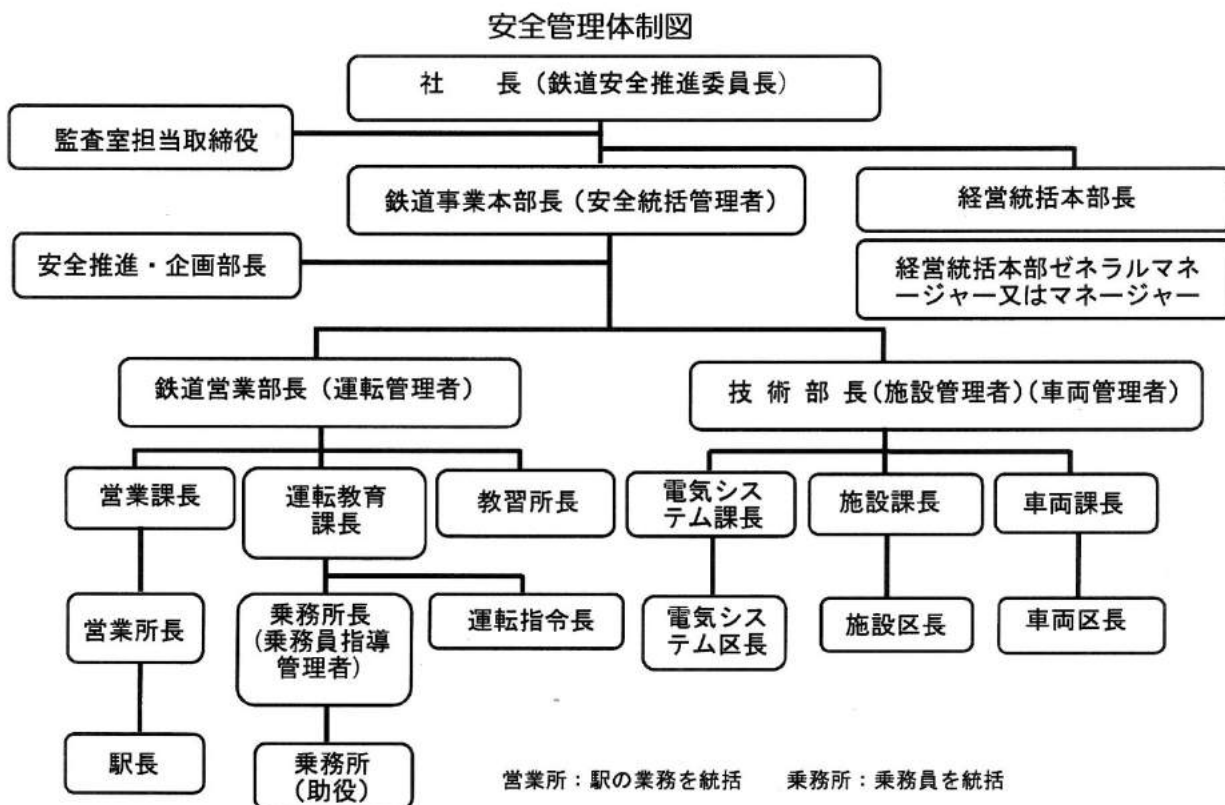 安全管理体制図
社　　長（鉄道安全推進委員長）
監査室担当取締役
鉄道事業本部長（安全統括管理者）
経営統括本部長
安全推進・企画部長
経営統括本部ゼネラルマネ
ージャー又はマネージャー
鉄道営業部長（運転管理者）
技 術 部 長（施設管理者）（車両管理者）
営業課長
運転教育
課長
教習所長
電気シス
テム課長
施設課長
車両課長
営業所長
乗務所長
（乗務員指導
管理者）
運転指令長
電気シス
テム区長
施設区長
車両区長
駅長
乗務所
（助役）
営業所：駅の業務を統括　　乗務所：乗務員を統括